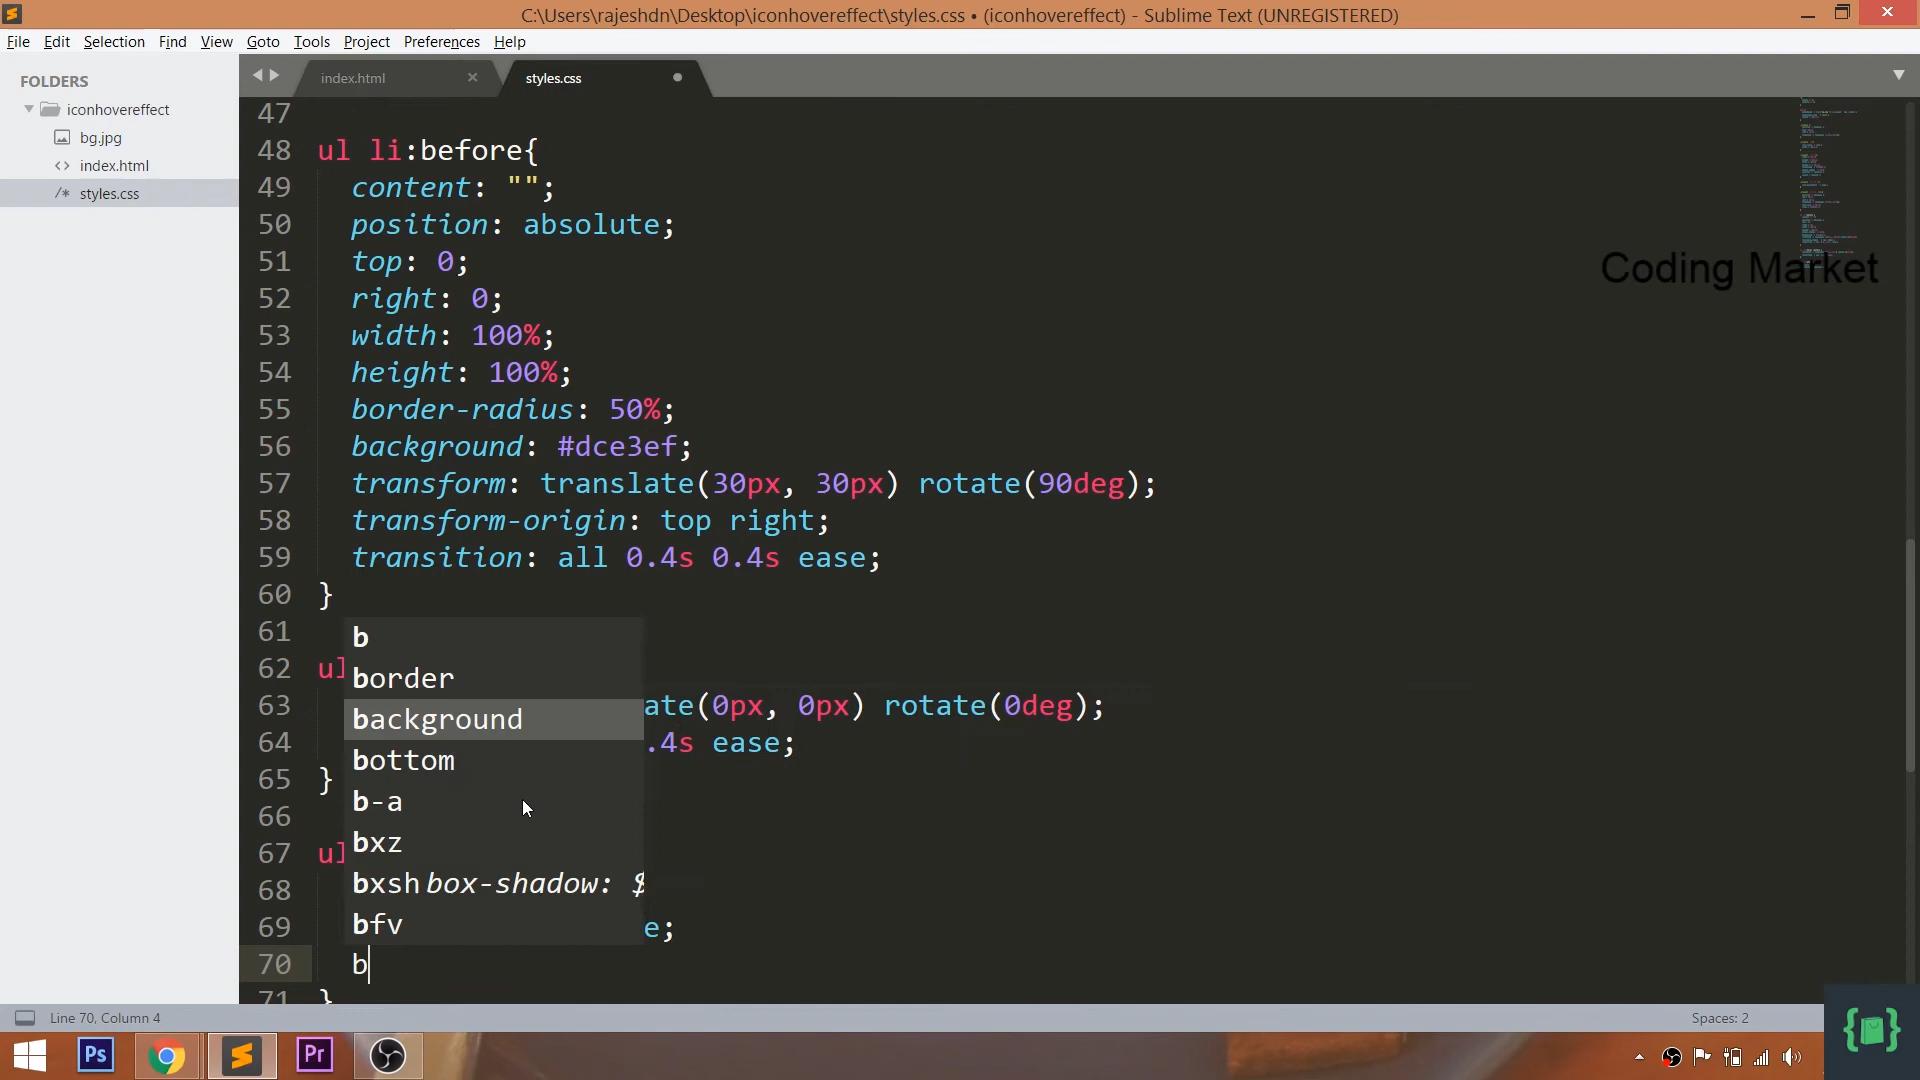 C:\Users\rajeshdn\Desktop\iconhovereffect\styles.css • (iconhovereffect) - Sublime Text (UNREGISTERED)
File Edit Selection Find View Goto Tools Project Preferences Help
FOLDERS
iconhovereffect
bg.jpg
index.html
styles.css
index.html
styles.css
47
48 ul li:before{
49 content: "";
50 position: absolute;
51 top: 0;
52 right: 0;
53 width: 100%;
54 height: 100%;
55 border-radius: 50%;
56 background: #dce3ef;
57 transform: translate(30px, 30px) rotate(90deg);
58 transform-origin: top right;
59 transition: all 0.4s 0.4s ease;
60 }
61
62 ul
63 ate(0px, 0px) rotate(0deg);
64 .4s ease;
65 }
66
67 ul
68
69 e;
70 b
71 }
b
border
background
bottom
b-a
bxz
bxsh box-shadow: $
bfv
Coding Market
Line 70, Column 4
Spaces: 2
Ps
Pr